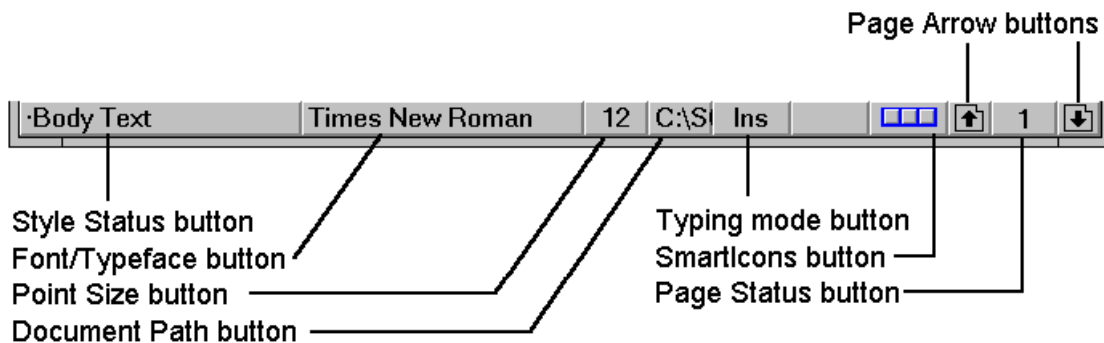 Page Arrow buttons
·Body Text Times New Roman 12 C:\S Ins 1
Style Status button
Font/Typeface button
Point Size button
Document Path button
Typing mode button
SmartIcons button
Page Status button